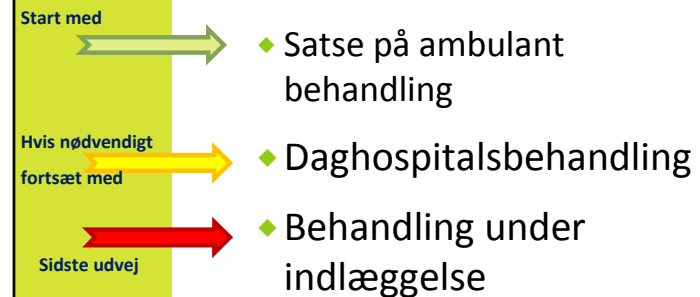 Start med
Satse på ambulant
behandling
Hvis nødvendigt
fortsæt med
Daghospitalsbehandling
Behandling under
indlæggelse
Sidste udvej